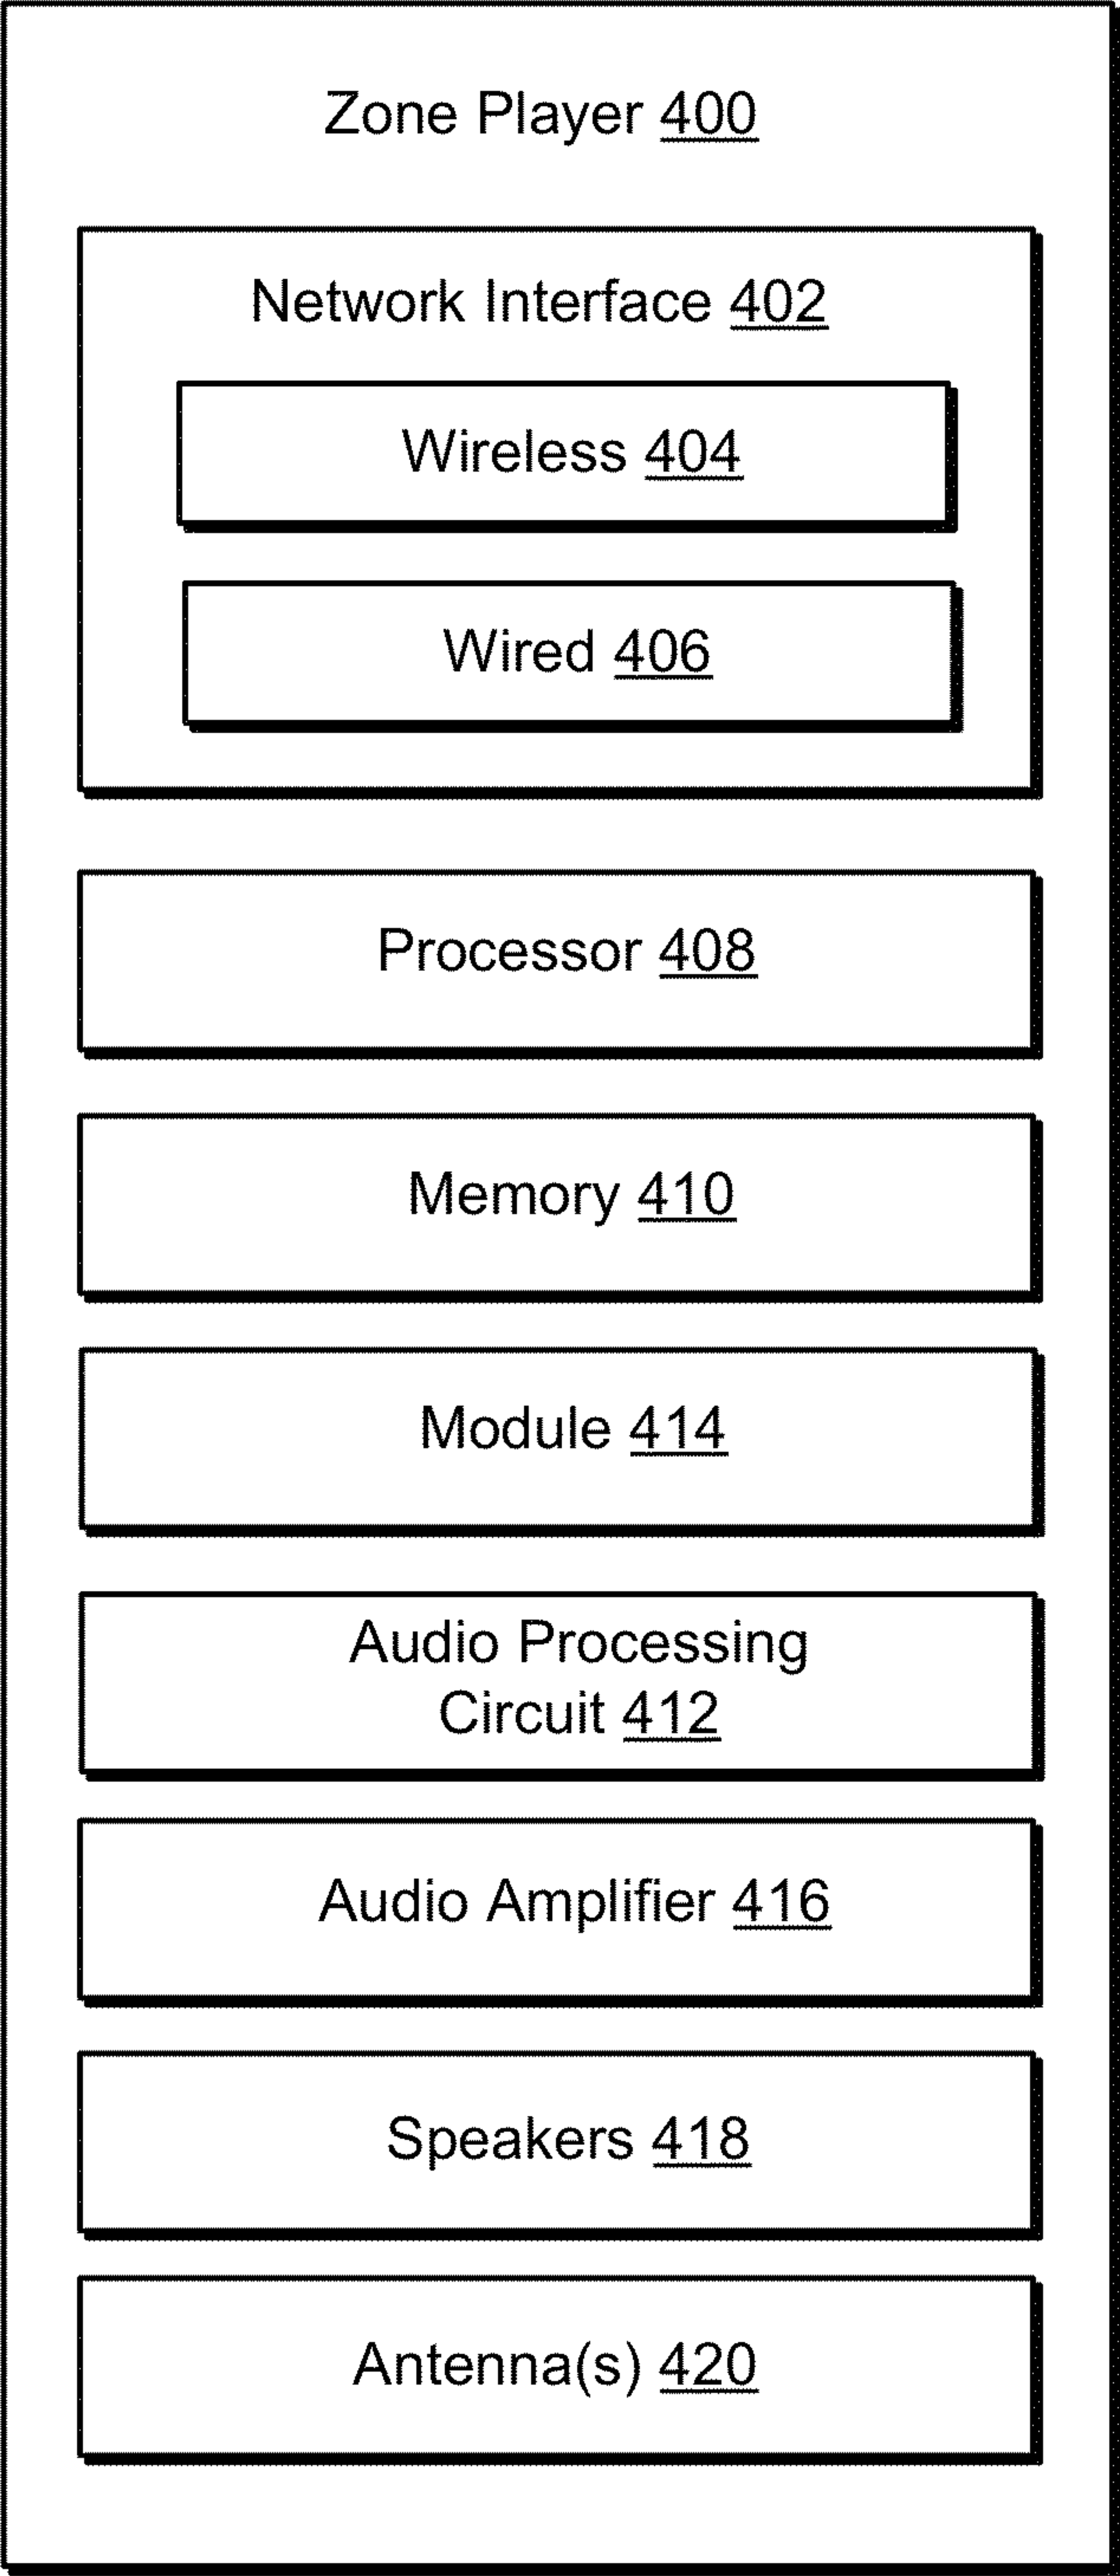 Zone Player 400
Network Interface 402
Wireless 404
Wired 406
Processor 408
Memory 410
Module 414
Audio Processing
Circuit 412
Audio Amplifier 416
Speakers 418
Antenna(s) 420